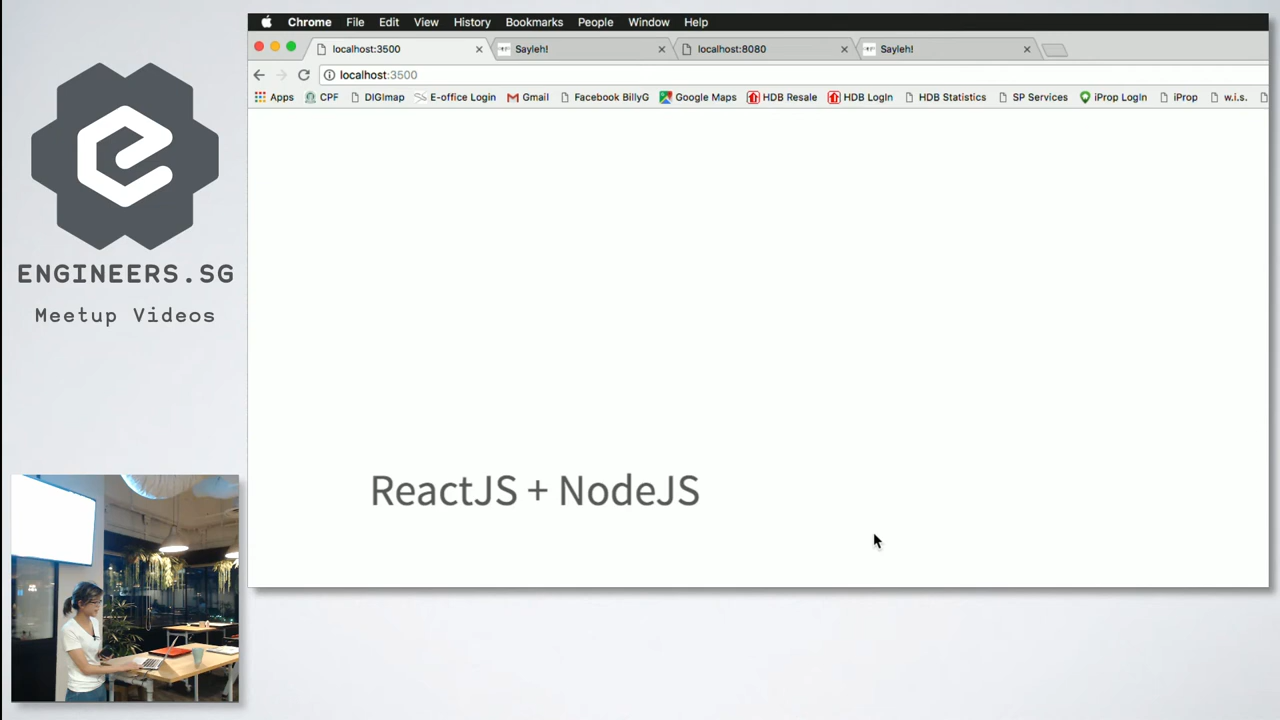 Chrome File Edit View History Bookmarks People Window Help
localhost:3500 Sayleh! localhost:8080 Sayleh!
localhost:3500
Apps CPF DIGImap E-office Login Gmail Facebook BillyG Google Maps HDB Resale HDB LogIn HDB Statistics SP Services iProp LogIn iProp w.i.s.
ENGINEERS.SG
Meetup Videos
ReactJS + NodeJS